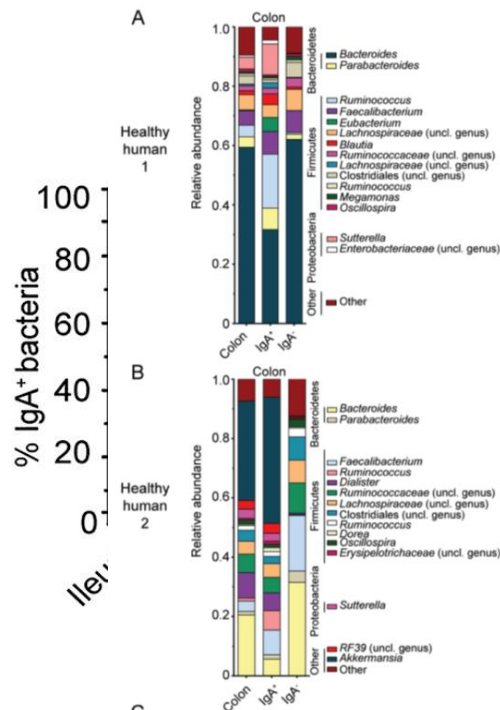 A
Colon
1.0
0.8
0.6
0.4
0.2
0
Relative abundance
Healthy
human
1
Colon
IgA+
IgA-
Bacteroidetes
Bacteroides
Parabacteroides
Firmicutes
Ruminococcus
Faecalibacterium
Eubacterium
Lachnospiraceae (uncl. genus)
Blautia
Ruminococcaceae (uncl. genus)
Lachnospiraceae (uncl. genus)
Clostridiales (uncl. genus)
Ruminococcus
Megamonas
Oscillospira
Proteobacteria
Sutterella
Enterobacteriaceae (uncl. genus)
Other
Other
% IgA+ bacteria
100
80
60
40
20
0
B
Colon
1.0
0.8
0.6
0.4
0.2
0
Relative abundance
Healthy
human
2
Colon
IgA+
IgA-
Bacteroidetes
Bacteroides
Parabacteroides
Firmicutes
Faecalibacterium
Ruminococcus
Dialister
Ruminococcaceae (uncl. genus)
Lachnospiraceae (uncl. genus)
Clostridiales (uncl. genus)
Ruminococcus
Dorea
Oscillospira
Erysipelotrichaceae (uncl. genus)
Proteobacteria
Sutterella
Other
RF39 (uncl. genus)
Akkermansia
Other